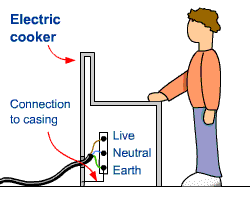 Electric
cooker
Connection
to casing
Live
Neutral
Earth